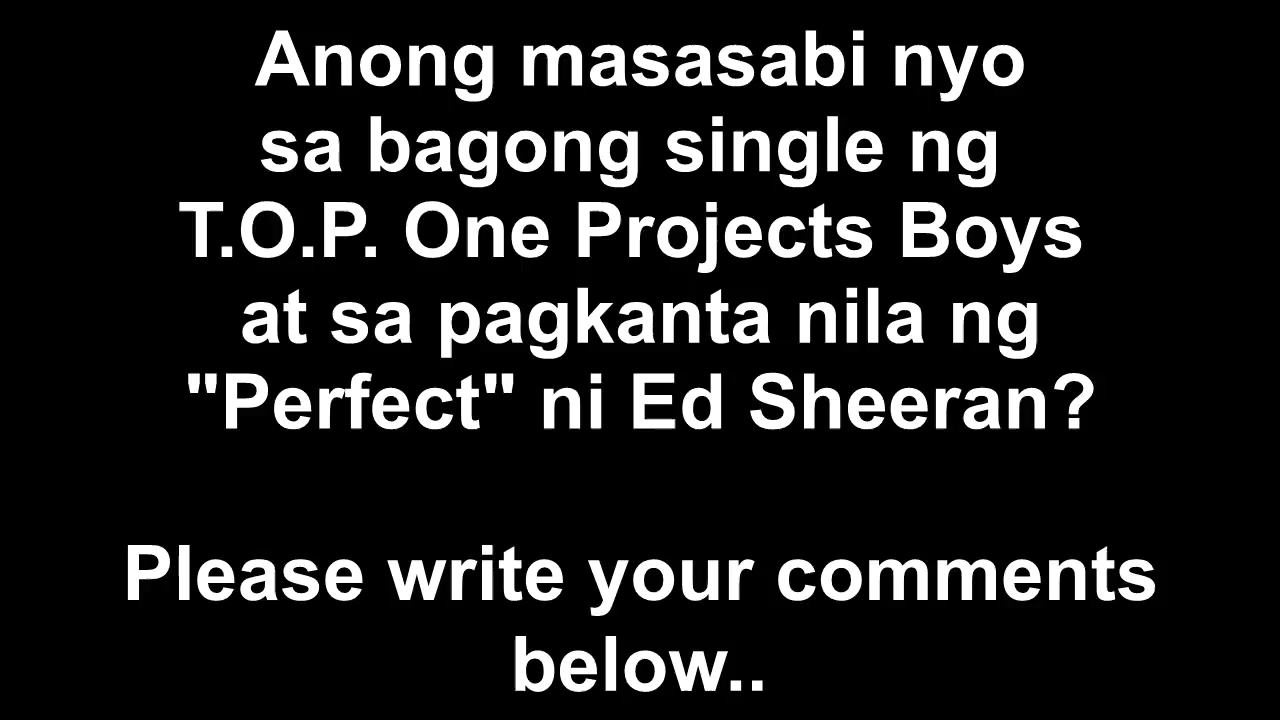 Anong masasabi nyo
sa bagong single ng
T.O.P. One Projects Boys
at sa pagkanta nila ng
"Perfect" ni Ed Sheeran?
Please write your comments
below..